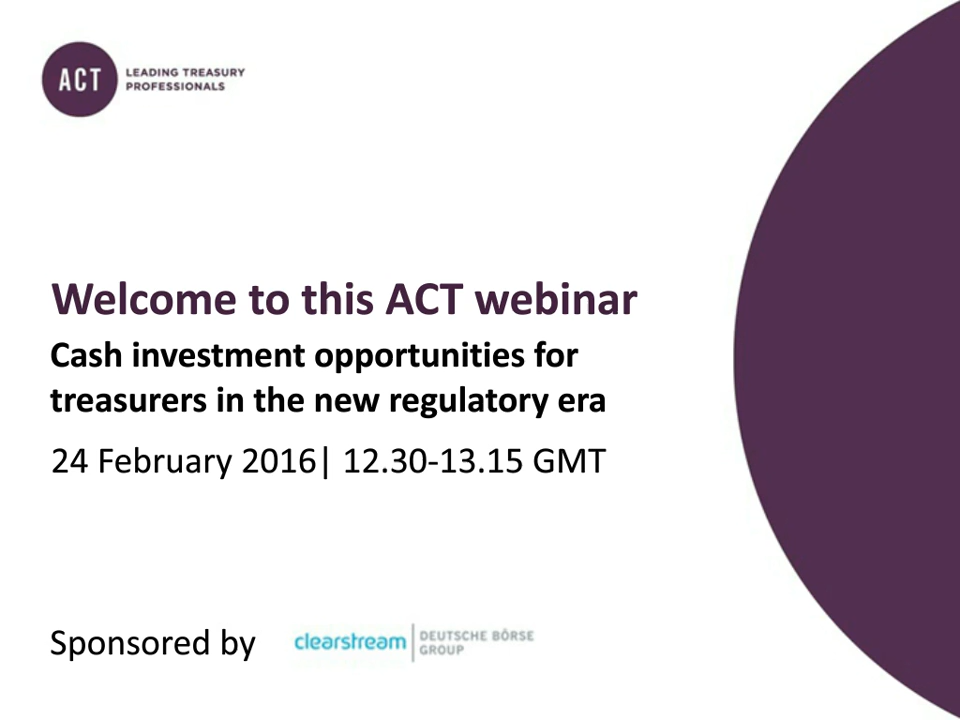 ACT
LEADING TREASURY
PROFESSIONALS
Welcome to this ACT webinar
Cash investment opportunities for
treasurers in the new regulatory era
24 February 2016| 12.30-13.15 GMT
Sponsored by
clearstream
DEUTSCHE BÖRSE
GROUP